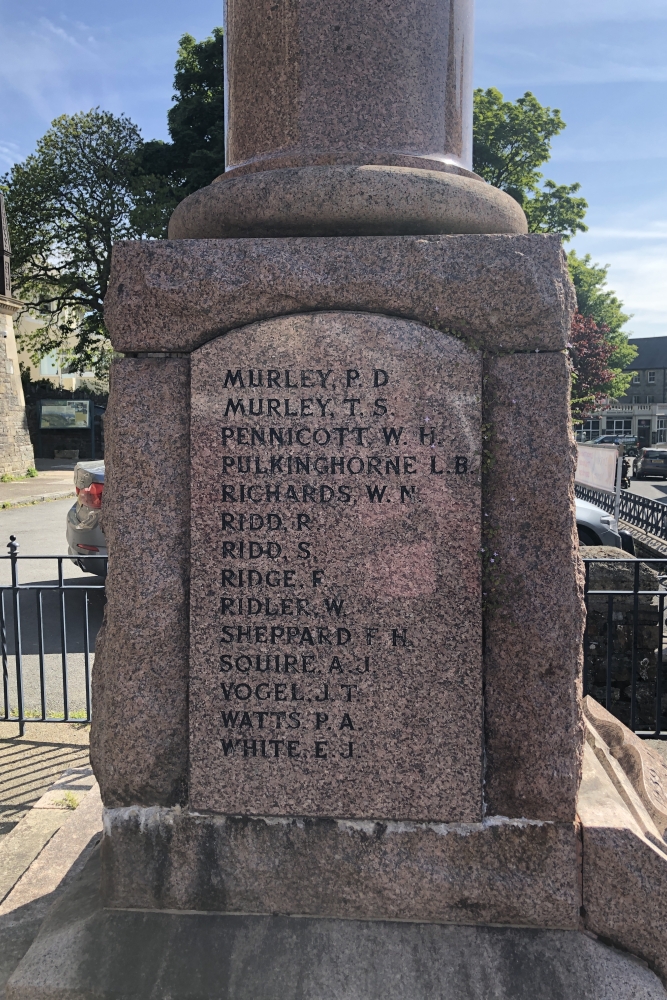 MURLEY, P. D
MURLEY, T. S.
PENNICOTT, W. H.
PULKINGHORNE L.B.
RICHARDS, W. N
RIDD, R.
RIDD, S.
RIDGE, F.
RIDLER, W.
SHEPPARD F. H.
SQUIRE, A. J.
VOGEL, J. T.
WATTS, P. A.
WHITE, E. J.